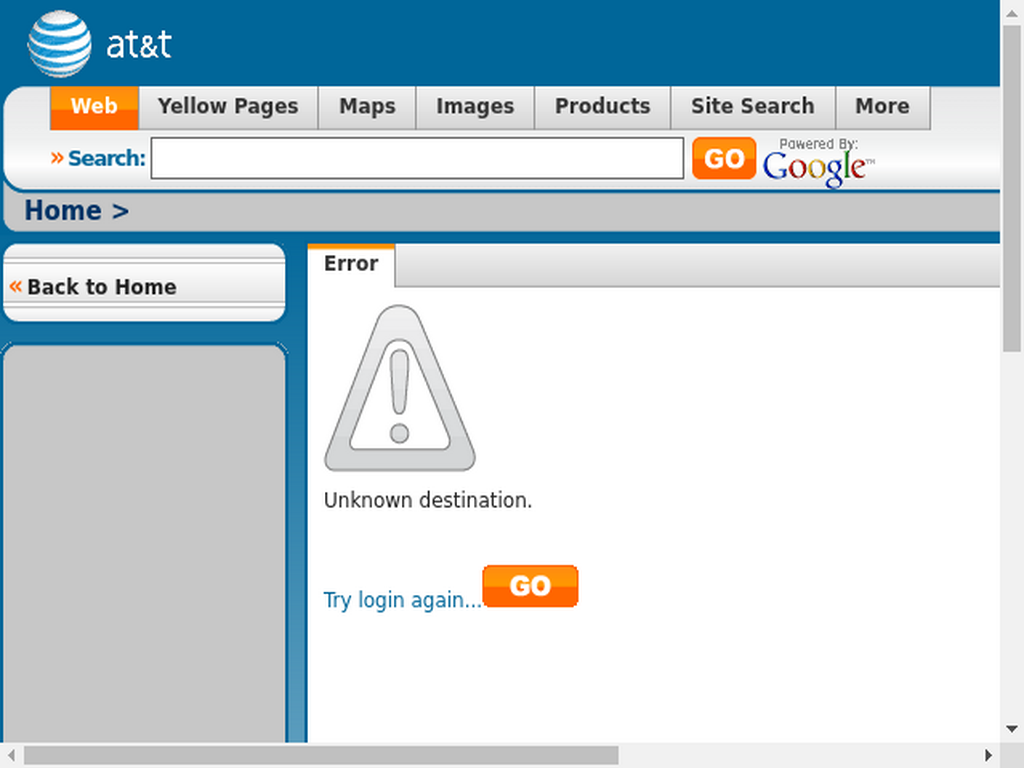 at&t
Web Yellow Pages Maps Images Products Site Search More
» Search: GO Powered By: Google™
Home >
« Back to Home
Error
Unknown destination.
Try login again... GO